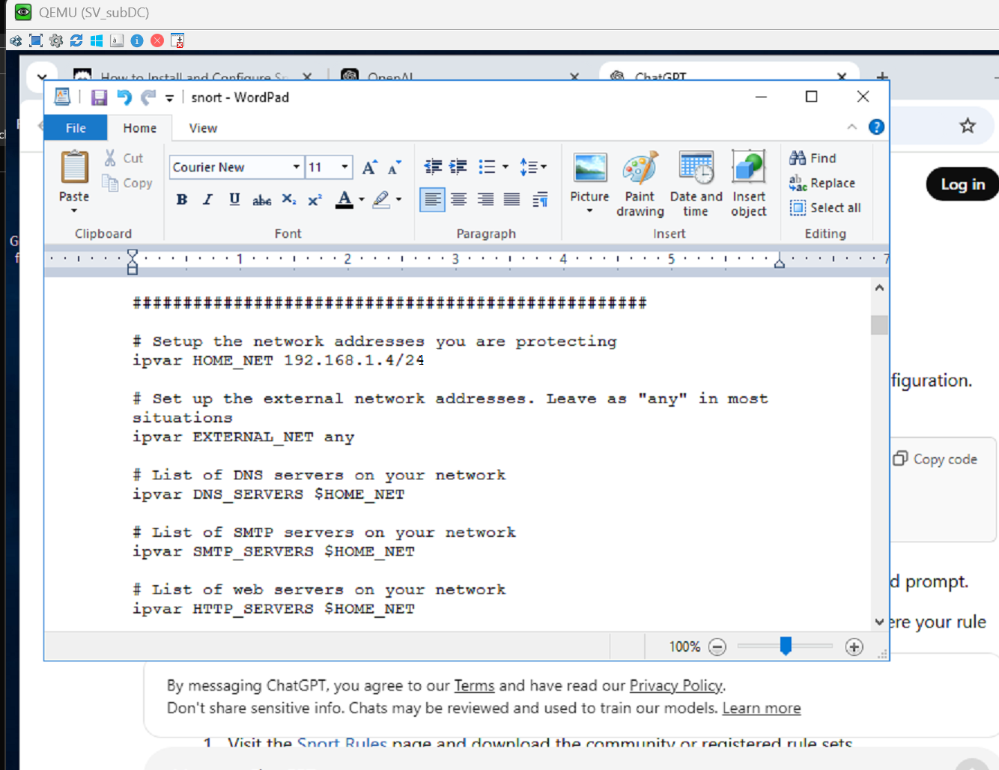 QEMU (SV_subDC)
How to Install and Configure Sn
OpenAI
ChatGPT
snort - WordPad
File
Home
View
Log in
Paste
Cut
Copy
Clipboard
Courier New
11
B I U abc X₂ X²
A
Font
Paragraph
Picture
Paint drawing
Date and time
Insert object
Insert
Find
Replace
Select all
Editing
1 2 3 4 5 7
###################################################
# Setup the network addresses you are protecting
ipvar HOME_NET 192.168.1.4/24
# Set up the external network addresses. Leave as "any" in most
situations
ipvar EXTERNAL_NET any
# List of DNS servers on your network
ipvar DNS_SERVERS $HOME_NET
# List of SMTP servers on your network
ipvar SMTP_SERVERS $HOME_NET
# List of web servers on your network
ipvar HTTP_SERVERS $HOME_NET
figuration.
Copy code
d prompt.
ere your rule
100%
By messaging ChatGPT, you agree to our Terms and have read our Privacy Policy.
Don't share sensitive info. Chats may be reviewed and used to train our models. Learn more
1. Visit the Snort Rules page and download the community or registered rule sets